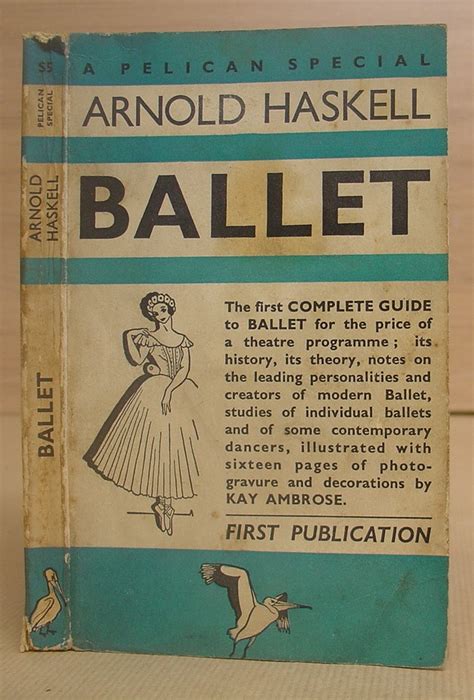 S5
PELICAN SPECIAL
ARNOLD HASKELL
BALLET
A PELICAN SPECIAL
ARNOLD HASKELL
BALLET
The first COMPLETE GUIDE
to BALLET for the price of
a theatre programme ; its
history, its theory, notes on
the leading personalities and
creators of modern Ballet,
studies of individual ballets
and of some contemporary
dancers, illustrated with
sixteen pages of photo-
gravure and decorations by
KAY AMBROSE.
FIRST PUBLICATION